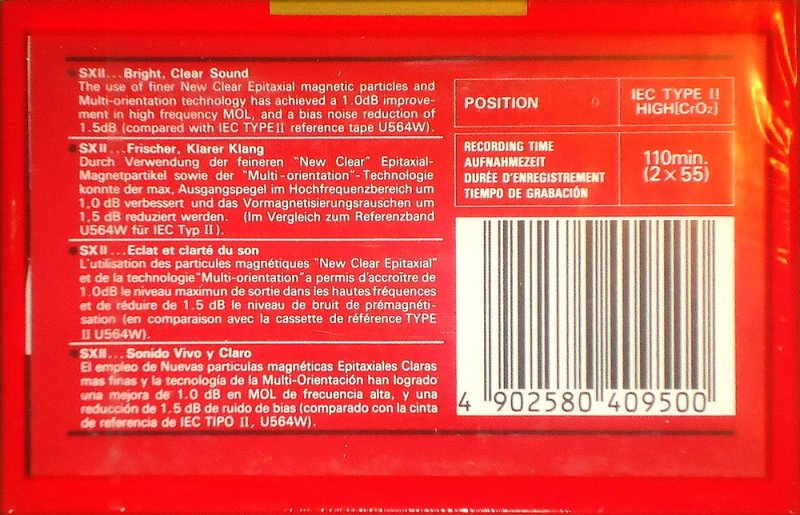 SXII...Bright, Clear Sound
The use of finer New Clear Epitaxial magnetic particles and
Multi-orientation technology has achieved a 1.0dB improve-
ment in high frequency MOL, and a bias noise reduction of
1.5dB (compared with IEC TYPE II reference tape U564W).
SXII...Frischer, Klarer Klang
Durch Verwendung der feineren "New Clear" Epitaxial-
Magnetpartikel sowie der "Multi-orientation"-Technologie
konnte der max, Ausgangspegel im Hochfrequenzbereich um
1,0 dB verbessert und das Vormagnetisierungsrauschen um
1,5 dB reduziert werden. (Im Vergleich zum Referenzband
U564W für IEC Typ II).
SXII...Eclat et clarté du son
L'utilisation des particules magnétiques "New Clear Epitaxial"
et de la technologie "Multi-orientation" a permis d'accroître de
1.0dB le niveau maximun de sortie dans les hautes fréquences
et de réduire de 1.5 dB le niveau de bruit de prémagnéti-
sation (en comparaison avec la cassette de référence TYPE
II U564W).
SXII...Sonido Vivo y Claro
El empleo de Nuevas particulas magnéticas Epitaxiales Claras
mas finas y la tecnología de la Multi-Orientación han logrado
una mejora de 1.0 dB en MOL de frecuencia alta, y una
reducción de 1.5 dB de ruido de bias (comparado con la cinta
de referencia de IEC TIPO II, U564W).
POSITION
IEC TYPE II
HIGH[CrO₂]
RECORDING TIME
AUFNAHMEZEIT
DURÉE D'ENREGISTREMENT
TIEMPO DE GRABACIÓN
110min.
(2×55)
4 902580 409500